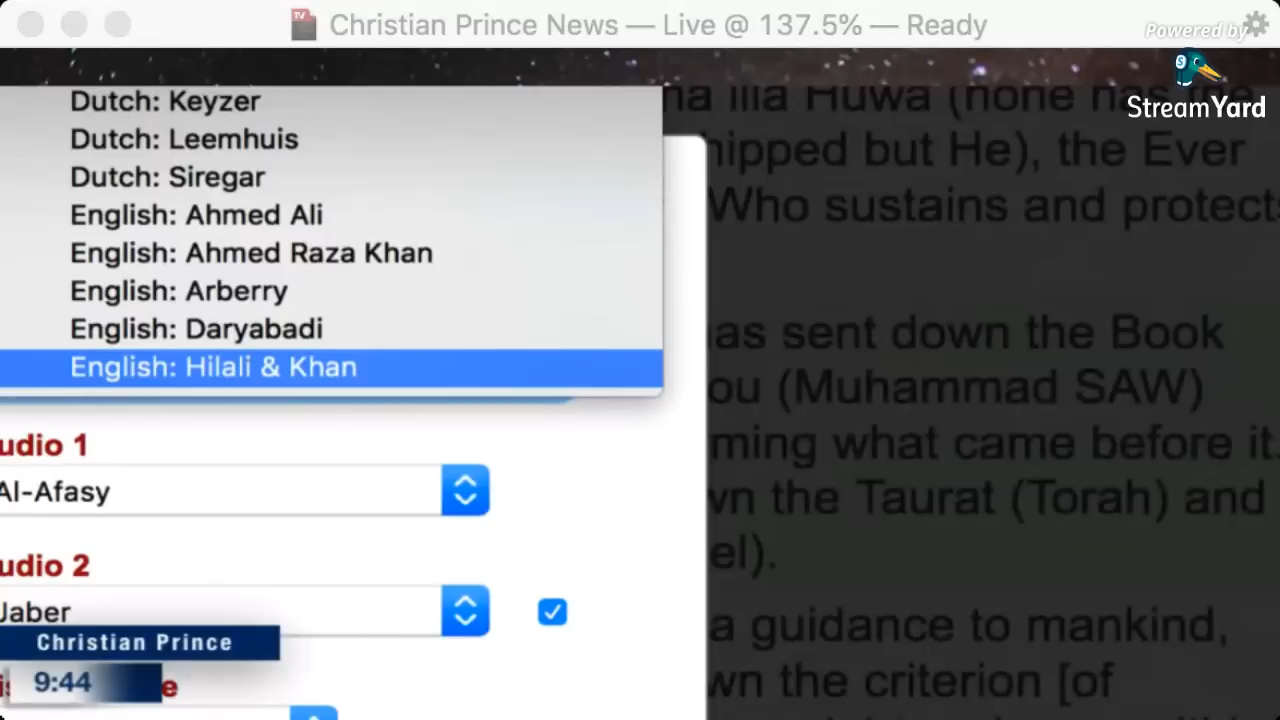 Christian Prince News — Live @ 137.5% — Ready
Powered by
StreamYard
Dutch: Keyzer
Dutch: Leemhuis
Dutch: Siregar
English: Ahmed Ali
English: Ahmed Raza Khan
English: Arberry
English: Daryabadi
English: Hilali & Khan
udio 1
Al-Afasy
udio 2
Jaber
Christian Prince
9:44
e
illa Huwa (none has the
hipped but He), the Ever
Who sustains and protect
as sent down the Book
ou (Muhammad SAW)
ming what came before it.
wn the Taurat (Torah) and
el).
a guidance to mankind,
wn the criterion [of